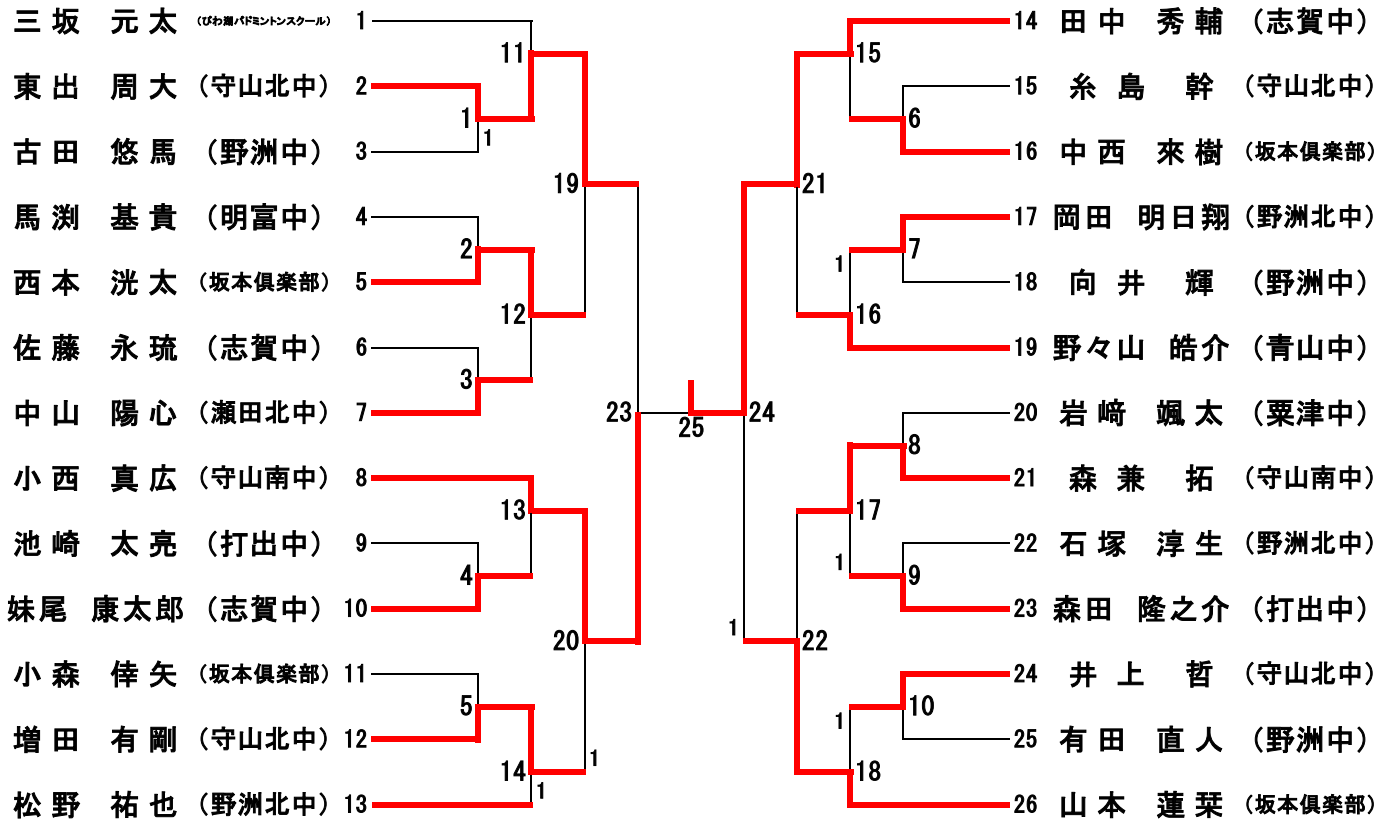 三坂 元太 (びわ湖バドミントンスクール) 1
東出 周大 (守山北中) 2
古田 悠馬 (野洲中) 3
馬渕 基貴 (明富中) 4
西本 洸太 (坂本倶楽部) 5
佐藤 永琉 (志賀中) 6
中山 陽心 (瀬田北中) 7
小西 真広 (守山南中) 8
池崎 太亮 (打出中) 9
妹尾 康太郎 (志賀中) 10
小森 倖矢 (坂本倶楽部) 11
増田 有剛 (守山北中) 12
松野 祐也 (野洲北中) 13
11
1
1
19
2
12
3
23
13
4
20
5
1
14
1
25
15
6
21
7
1
16
24
8
17
1
9
1
22
10
1
18
14 田中 秀輔 (志賀中)
15 糸島 幹 (守山北中)
16 中西 來樹 (坂本倶楽部)
17 岡田 明日翔 (野洲北中)
18 向井 輝 (野洲中)
19 野々山 皓介 (青山中)
20 岩﨑 颯太 (粟津中)
21 森兼 拓 (守山南中)
22 石塚 淳生 (野洲北中)
23 森田 隆之介 (打出中)
24 井上 哲 (守山北中)
25 有田 直人 (野洲中)
26 山本 蓮栞 (坂本倶楽部)